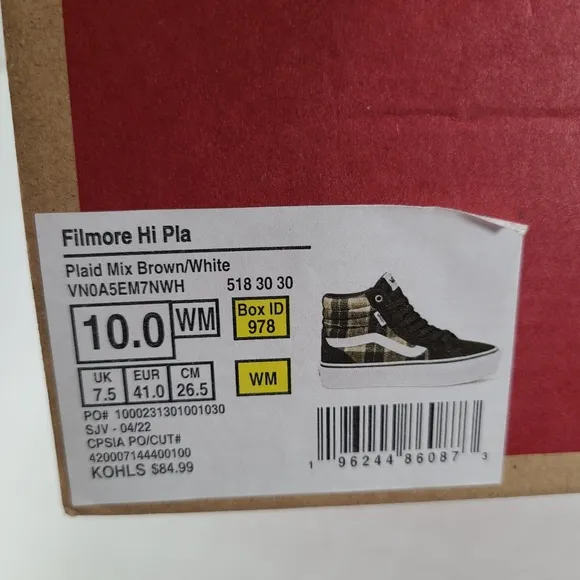 Filmore Hi Pla
Plaid Mix Brown/White
VN0A5EM7NWH 518 30 30
10.0 WM
Box ID
978
UK EUR CM
7.5 41.0 26.5
WM
PO# 1000231301001030
SJV - 04/22
CPSIA PO/CUT#
420007144400100
KOHLS $84.99
1 96244 86087 3